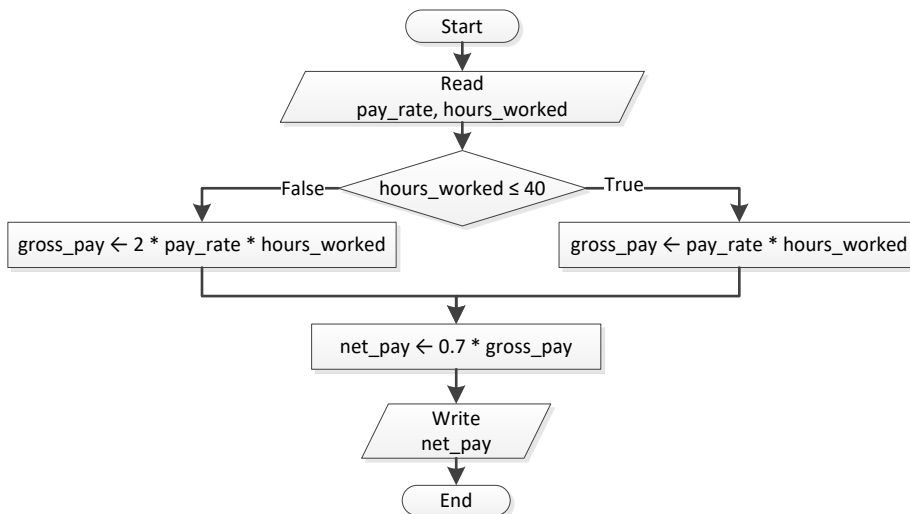 Start
Read
pay_rate, hours_worked
False
hours_worked ≤ 40
True
gross_pay ← 2 * pay_rate * hours_worked
gross_pay ← pay_rate * hours_worked
net_pay ← 0.7 * gross_pay
Write
net_pay
End